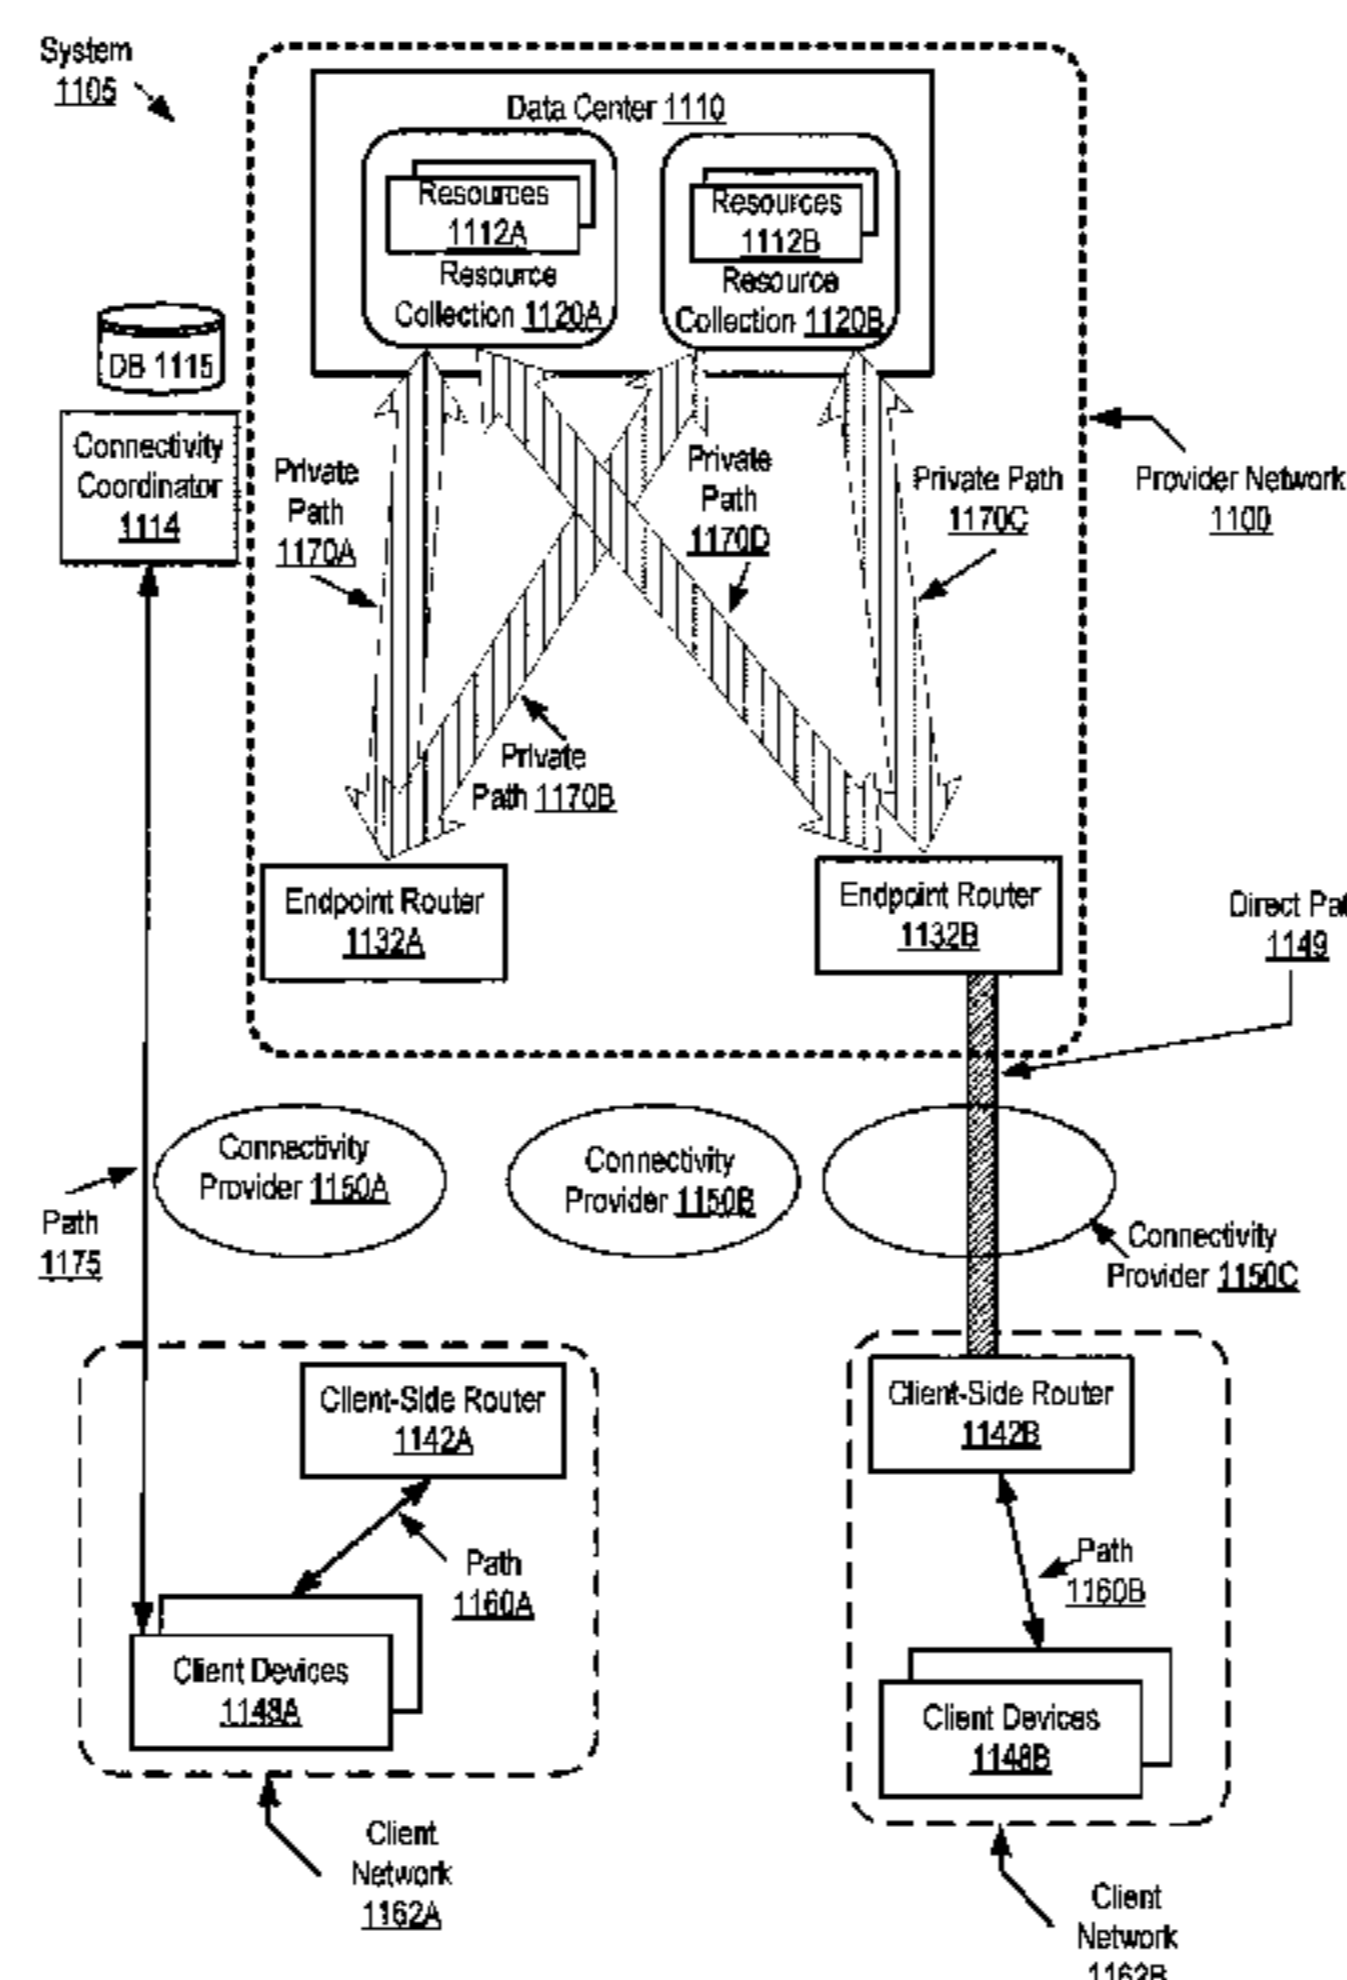 System
1105
Data Center 1110
Resources
1112A
Resource
Collection 1120A
Resources
1112B
Resource
Collection 1120B
DB 1115
Connectivity
Coordinator
1114
Private
Path
1170A
Private
Path
1170D
Private Path
1170C
Provider Network
1100
Private
Path 1170B
Endpoint Router
1132A
Endpoint Router
1132B
Direct Pat
1149
Connectivity
Provider 1150A
Connectivity
Provider 1150B
Connectivity
Provider 1150C
Path
1175
Client-Side Router
1142A
Client-Side Router
1142B
Path
1160A
Path
1160B
Client Devices
1148A
Client Devices
1148B
Client
Network
1162A
Client
Network
1162B